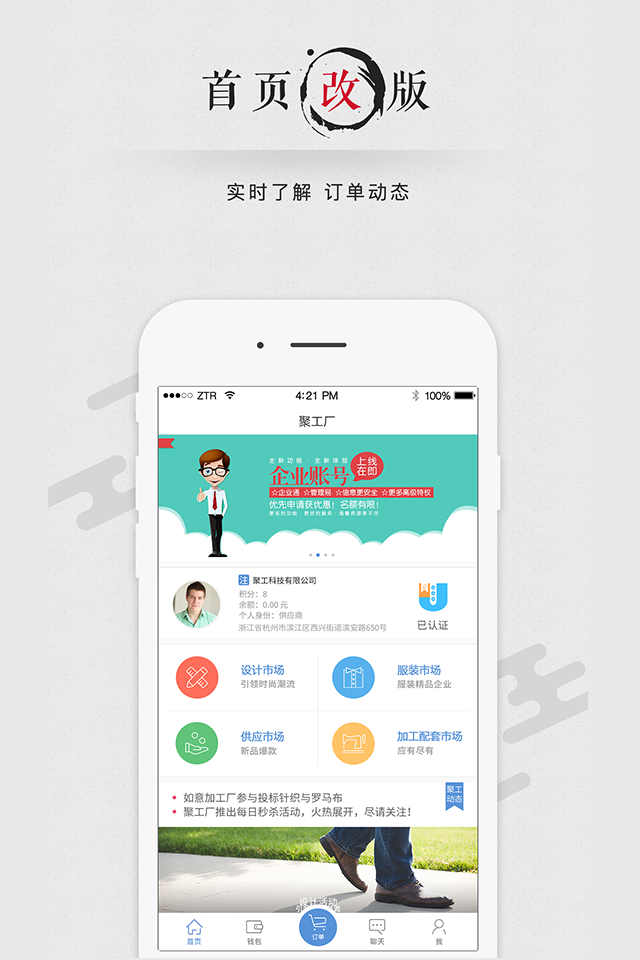 首页改版
实时了解 订单动态
ZTR 4:21 PM 100%
聚工厂
全新功能·全新体验
企业账号 上线在即
☆企业通 ☆管理易 ☆信息更安全 ☆更多高级特权
优先申请获优惠！名额有限！
注 聚工科技有限公司
积分：8
余额：0.00 元
个人身份：供应商
浙江省杭州市滨江区西兴街道滨安路650号
已认证
设计市场
引领时尚潮流
服装市场
服装精品企业
供应市场
新品爆款
加工配套市场
应有尽有
如意加工厂参与投标针织与罗马布
聚工厂推出每日秒杀活动，火热展开，尽请关注！
聚工
动态
设计活动
首页 钱包 订单 聊天 我